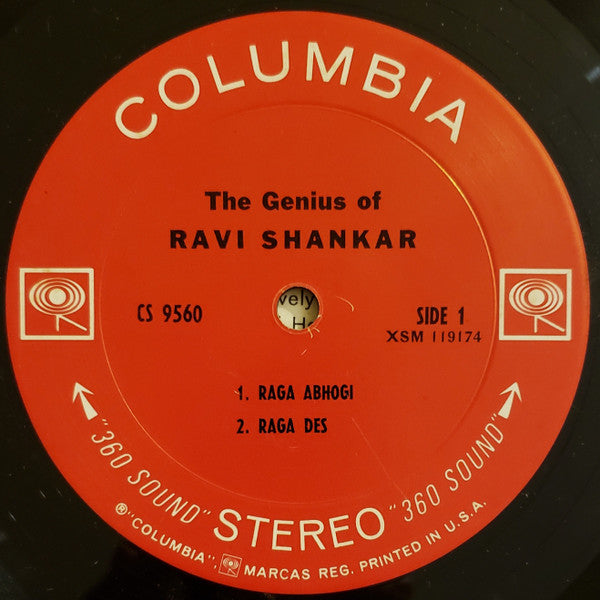 COLUMBIA
The Genius of
RAVI SHANKAR
CS 9560
SIDE 1
XSM 119174
vely
1. RAGA ABHOGI
2. RAGA DES
"360 SOUND" STEREO "360 SOUND"
Ⓡ "COLUMBIA", MARCAS REG. PRINTED IN U.S.A.